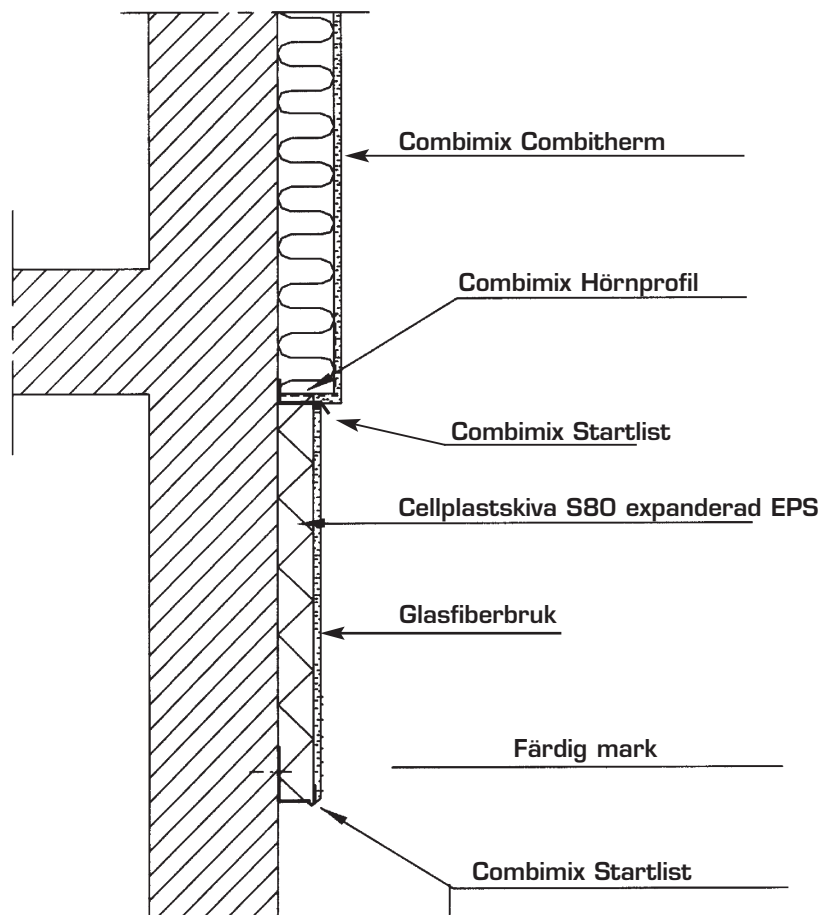 Combimix Combitherm
Combimix Hörnprofil
Combimix Startlist
Cellplastskiva S80 expanderad EPS
Glasfiberbruk
Färdig mark
Combimix Startlist